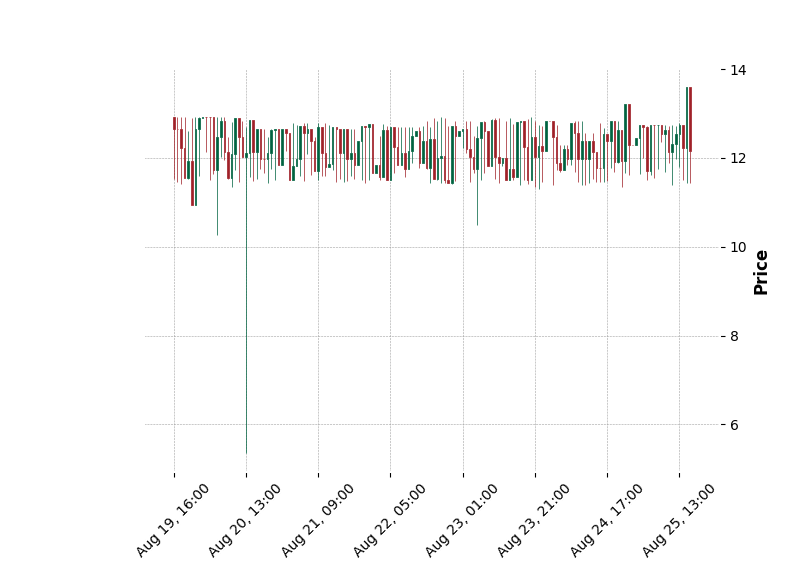 14
12
10
8
6
Price
Aug 19, 16:00
Aug 20, 13:00
Aug 21, 09:00
Aug 22, 05:00
Aug 23, 01:00
Aug 23, 21:00
Aug 24, 17:00
Aug 25, 13:00